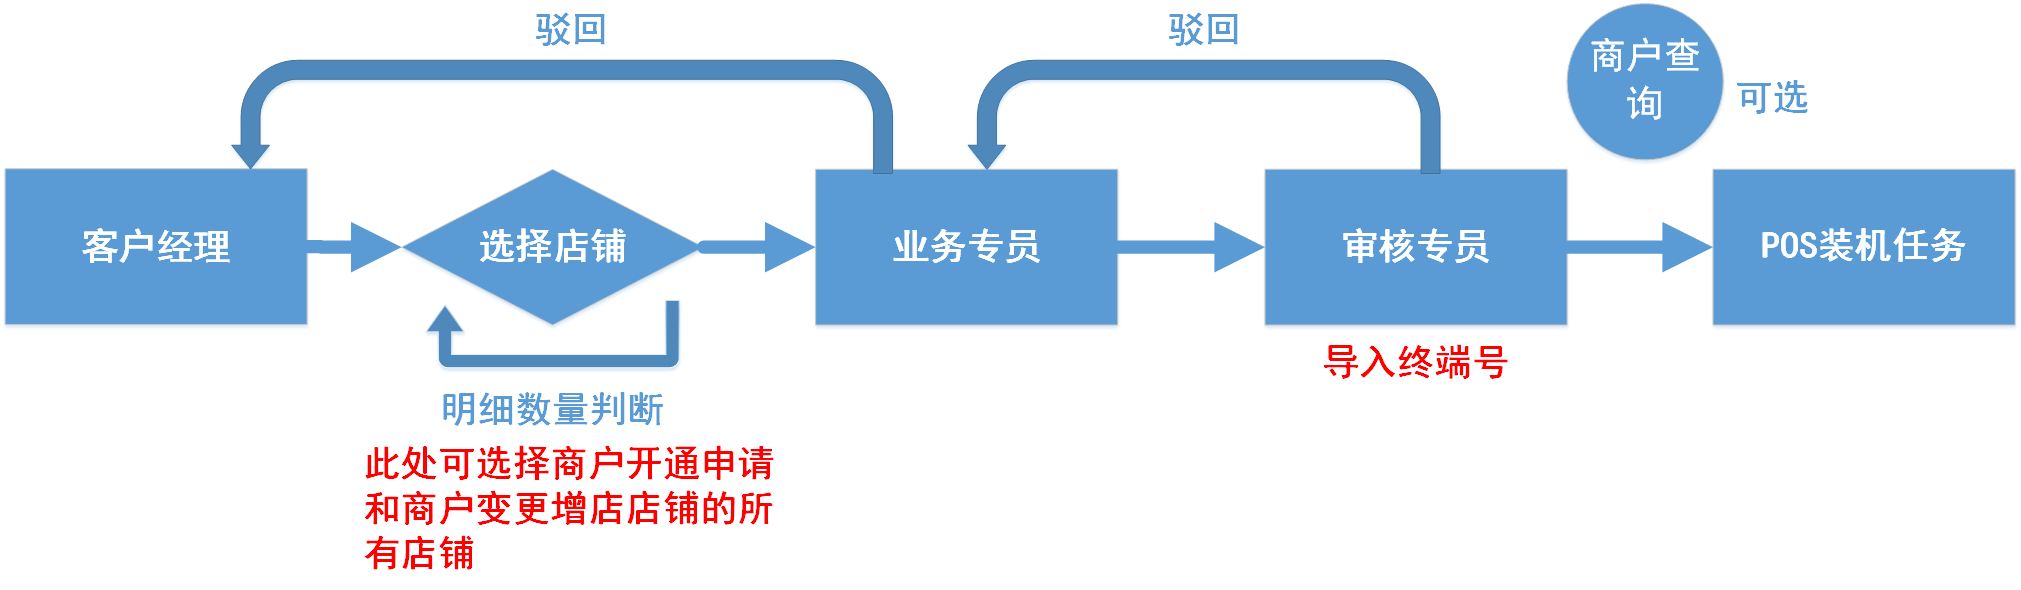 驳回
驳回
商户查
询
可选
客户经理
选择店铺
业务专员
审核专员
POS装机任务
导入终端号
明细数量判断
此处可选择商户开通申请
和商户变更增店店铺的所
有店铺